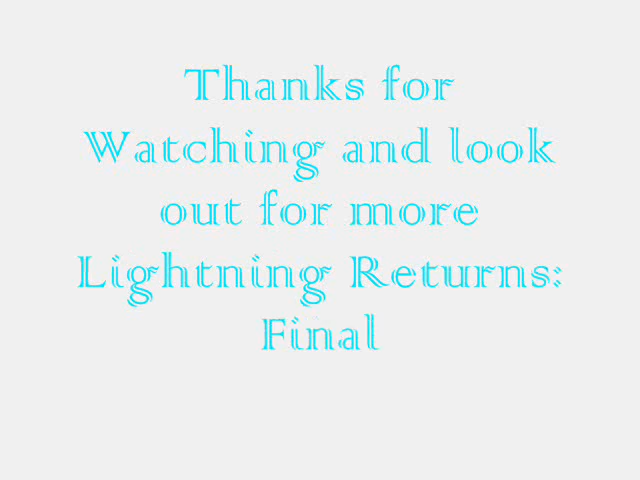 Thanks for
Watching and look
out for more
Lightning Returns:
Final